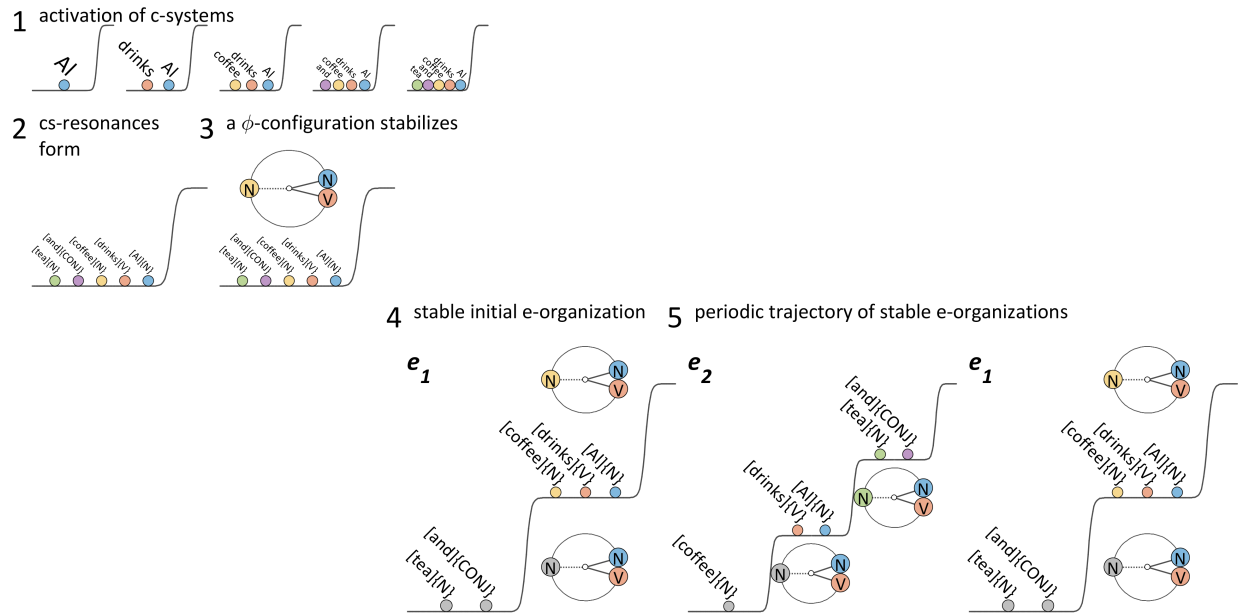 1 activation of c-systems
Al
drinks Al
coffee drinks Al
and coffee drinks Al
tea and coffee drinks Al
2 cs-resonances
form
3 a ϕ-configuration stabilizes
N
N
V
[tea]{N} [and]{CONJ} [coffee]{N} [drinks]{V} [Al]{N}
[tea]{N} [and]{CONJ} [coffee]{N} [drinks]{V} [Al]{N}
4 stable initial e-organization
5 periodic trajectory of stable e-organizations
e1
N
N
V
[coffee]{N} [drinks]{V} [Al]{N}
[tea]{N} [and]{CONJ}
N
N
V
e2
[tea]{N} [and]{CONJ}
N
N
V
[drinks]{V} [Al]{N}
[coffee]{N}
N
N
V
e1
N
N
V
[coffee]{N} [drinks]{V} [Al]{N}
[tea]{N} [and]{CONJ}
N
N
V